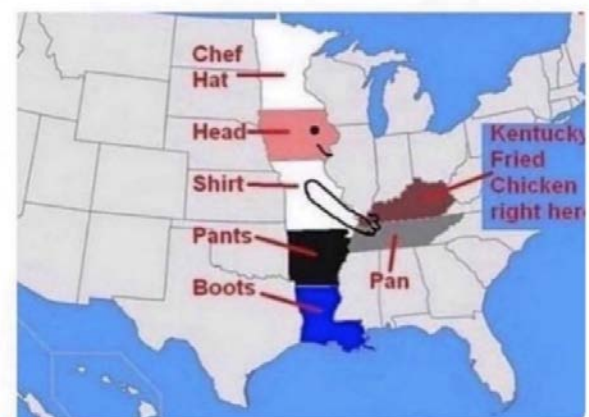 Chef
Hat
Head
Shirt
Pants
Boots
Pan
Kentucky
Fried
Chicken
right here